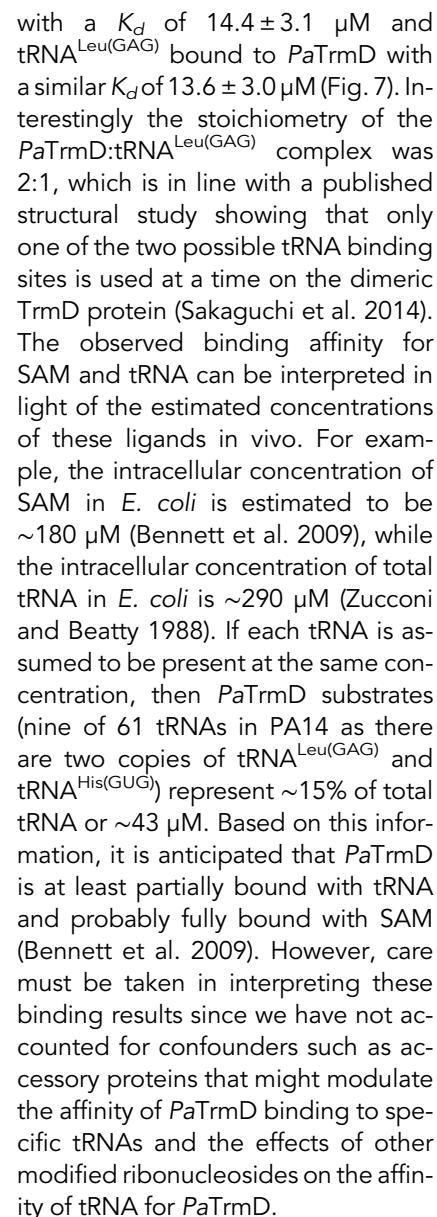 with a Kd of 14.4 ± 3.1 µM and
tRNALeu(GAG) bound to PaTrmD with
a similar Kd of 13.6 ± 3.0 µM (Fig. 7). In-
terestingly the stoichiometry of the
PaTrmD:tRNALeu(GAG) complex was
2:1, which is in line with a published
structural study showing that only
one of the two possible tRNA binding
sites is used at a time on the dimeric
TrmD protein (Sakaguchi et al. 2014).
The observed binding affinity for
SAM and tRNA can be interpreted in
light of the estimated concentrations
of these ligands in vivo. For exam-
ple, the intracellular concentration of
SAM in E. coli is estimated to be
∼180 µM (Bennett et al. 2009), while
the intracellular concentration of total
tRNA in E. coli is ∼290 µM (Zucconi
and Beatty 1988). If each tRNA is as-
sumed to be present at the same con-
centration, then PaTrmD substrates
(nine of 61 tRNAs in PA14 as there
are two copies of tRNALeu(GAG) and
tRNAHis(GUG)) represent ∼15% of total
tRNA or ∼43 µM. Based on this infor-
mation, it is anticipated that PaTrmD
is at least partially bound with tRNA
and probably fully bound with SAM
(Bennett et al. 2009). However, care
must be taken in interpreting these
binding results since we have not ac-
counted for confounders such as ac-
cessory proteins that might modulate
the affinity of PaTrmD binding to spe-
cific tRNAs and the effects of other
modified ribonucleosides on the affin-
ity of tRNA for PaTrmD.